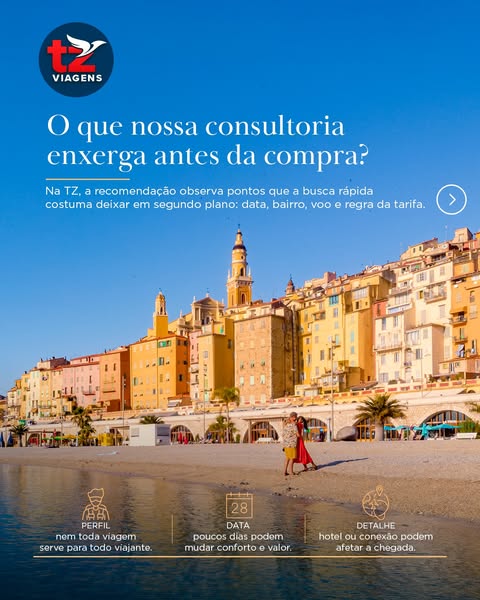 tz
VIAGENS
O que nossa consultoria
enxerga antes da compra?
Na TZ, a recomendação observa pontos que a busca rápida
costuma deixar em segundo plano: data, bairro, voo e regra da tarifa.
PERFIL
nem toda viagem
serve para todo viajante.
28
DATA
poucos dias podem
mudar conforto e valor.
DETALHE
hotel ou conexão podem
afetar a chegada.